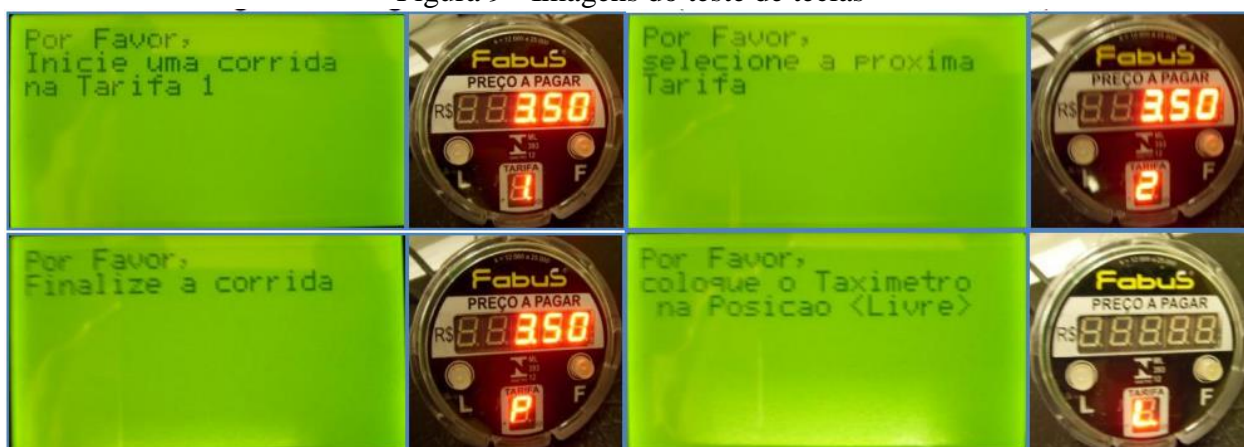 Por Favor,
Inicie uma corrida
na Tarifa 1
FabuS
PREÇO A PAGAR
R$ 3.50
L F
TARIFA
1
Por Favor,
selecione a proxima
Tarifa
FabuS
PREÇO A PAGAR
R$ 3.50
L F
TARIFA
2
Por Favor,
Finalize a corrida
FabuS
PREÇO A PAGAR
R$ 3.50
L F
TARIFA
P
Por Favor,
coloque o Taximetro
na Posicao <Livre>
FabuS
PREÇO A PAGAR
R$
L F
TARIFA
L